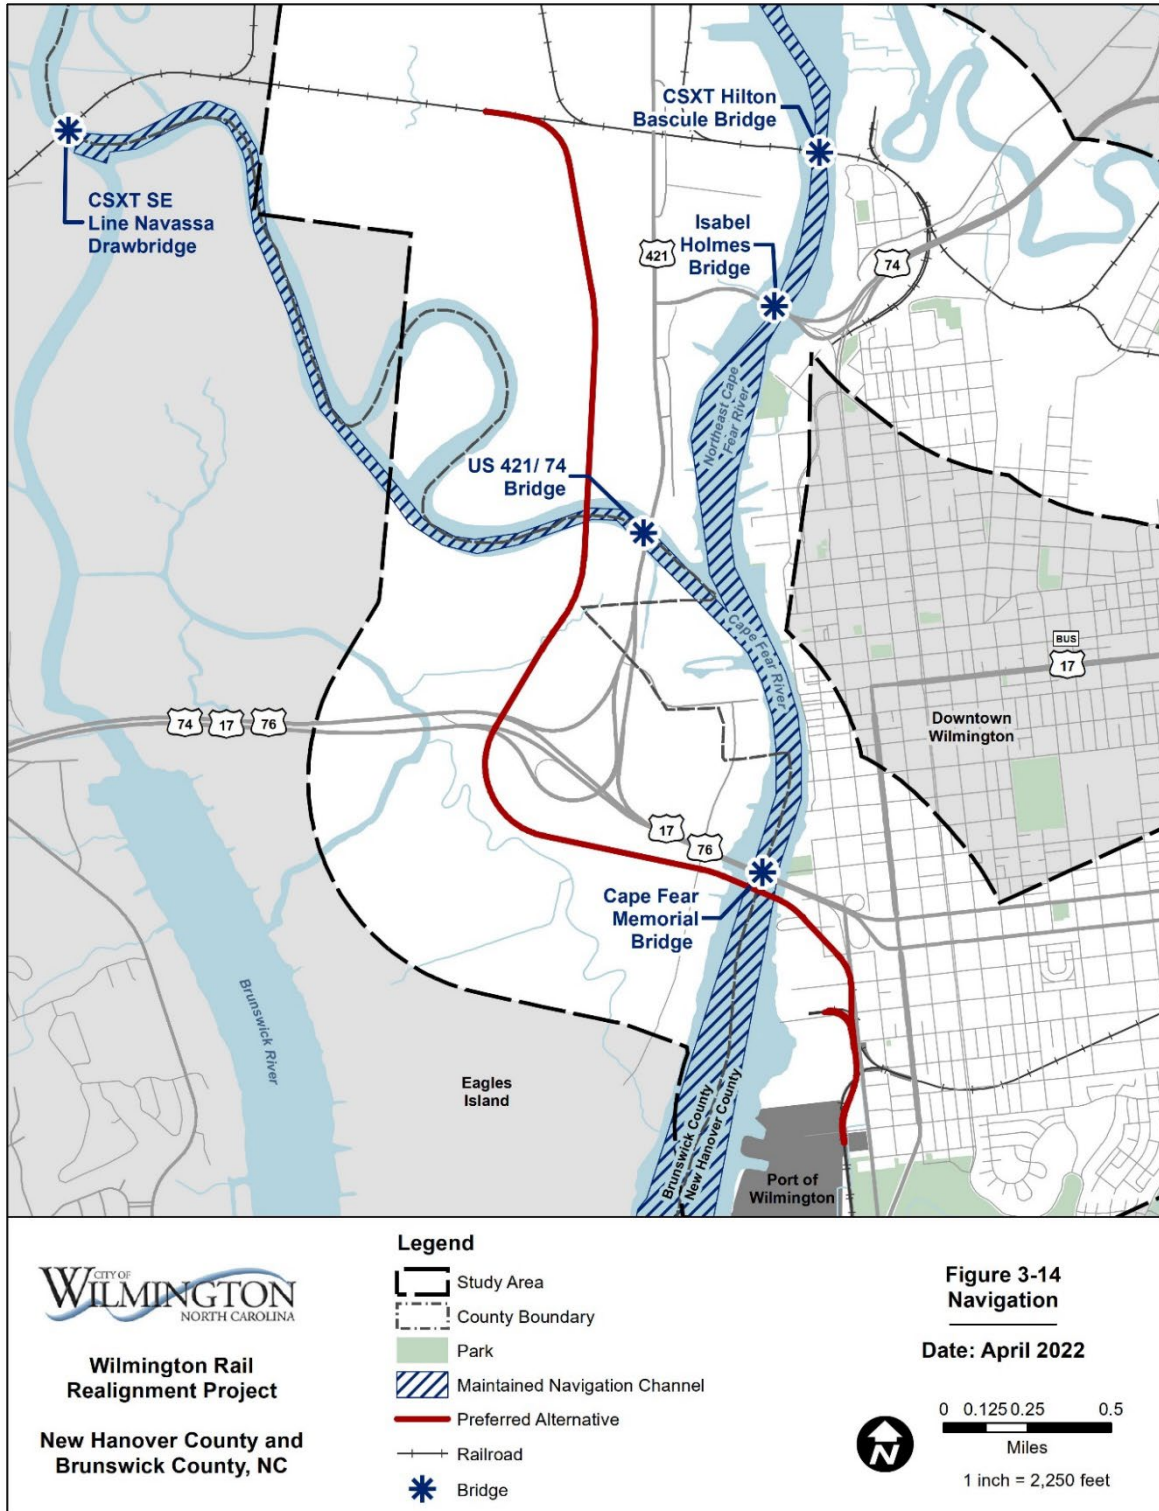 CSXT Hilton
Bascule Bridge
CSXT SE
Line Navassa
Drawbridge
Isabel
Holmes
Bridge
421
74
Northeast Cape
Fear River
US 421/ 74
Bridge
Cape Fear River
BUS
17
74
17
76
Downtown
Wilmington
17
76
Cape Fear
Memorial
Bridge
Brunswick River
Eagles
Island
Brunswick County
New Hanover County
Port of
Wilmington
CITY OF
WILMINGTON
NORTH CAROLINA
Wilmington Rail
Realignment Project
New Hanover County and
Brunswick County, NC
Legend
Study Area
County Boundary
Park
Maintained Navigation Channel
Preferred Alternative
Railroad
Bridge
Figure 3-14
Navigation
Date: April 2022
N
0 0.125 0.25 0.5
Miles
1 inch = 2,250 feet